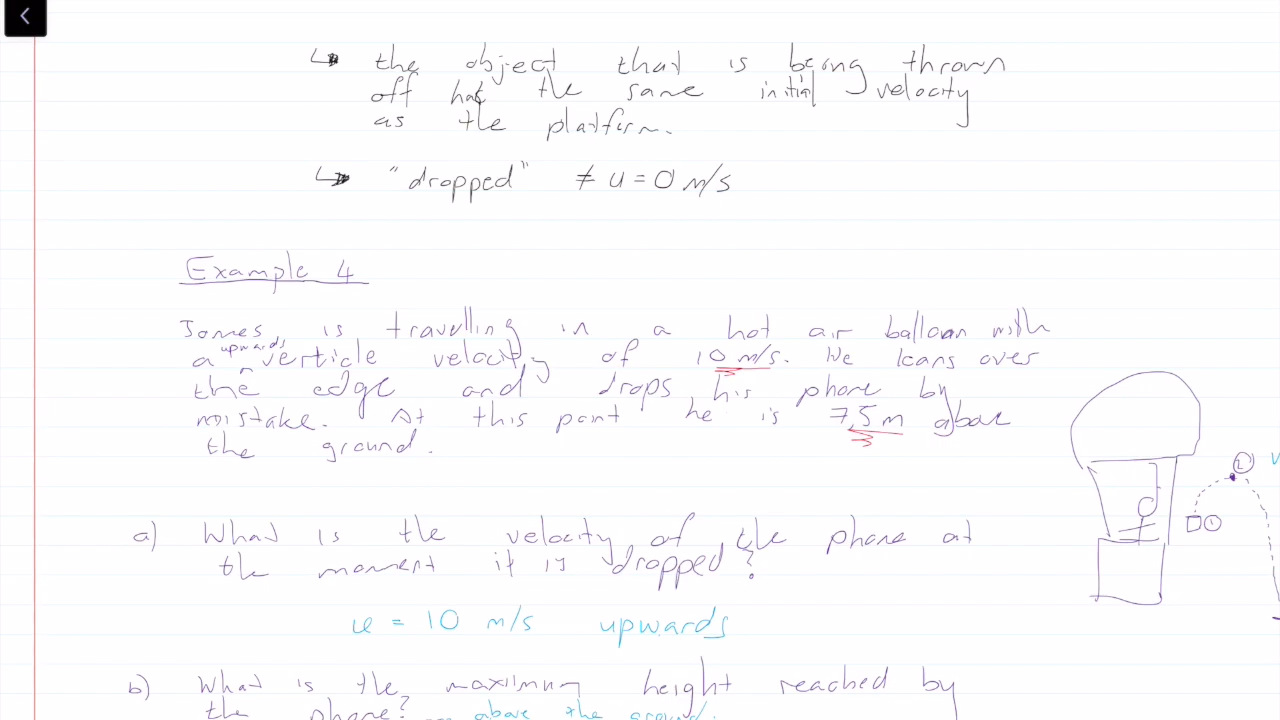 ↳ the object that is being thrown
off has the same initial velocity
as the platform.
↳ "dropped" ≠ u = 0 m/s
Example 4
James is travelling in a hot air balloon with
a upwards verticle velocity of 10 m/s. He leans over
the edge and drops his phone by
mistake. At this point he is 7,5 m above
the ground.
a) What is the velocity of the phone at
the moment it is dropped?
u = 10 m/s upwards
b) What is the maximum height reached by
the phone? ... above the ground.
1
2
v